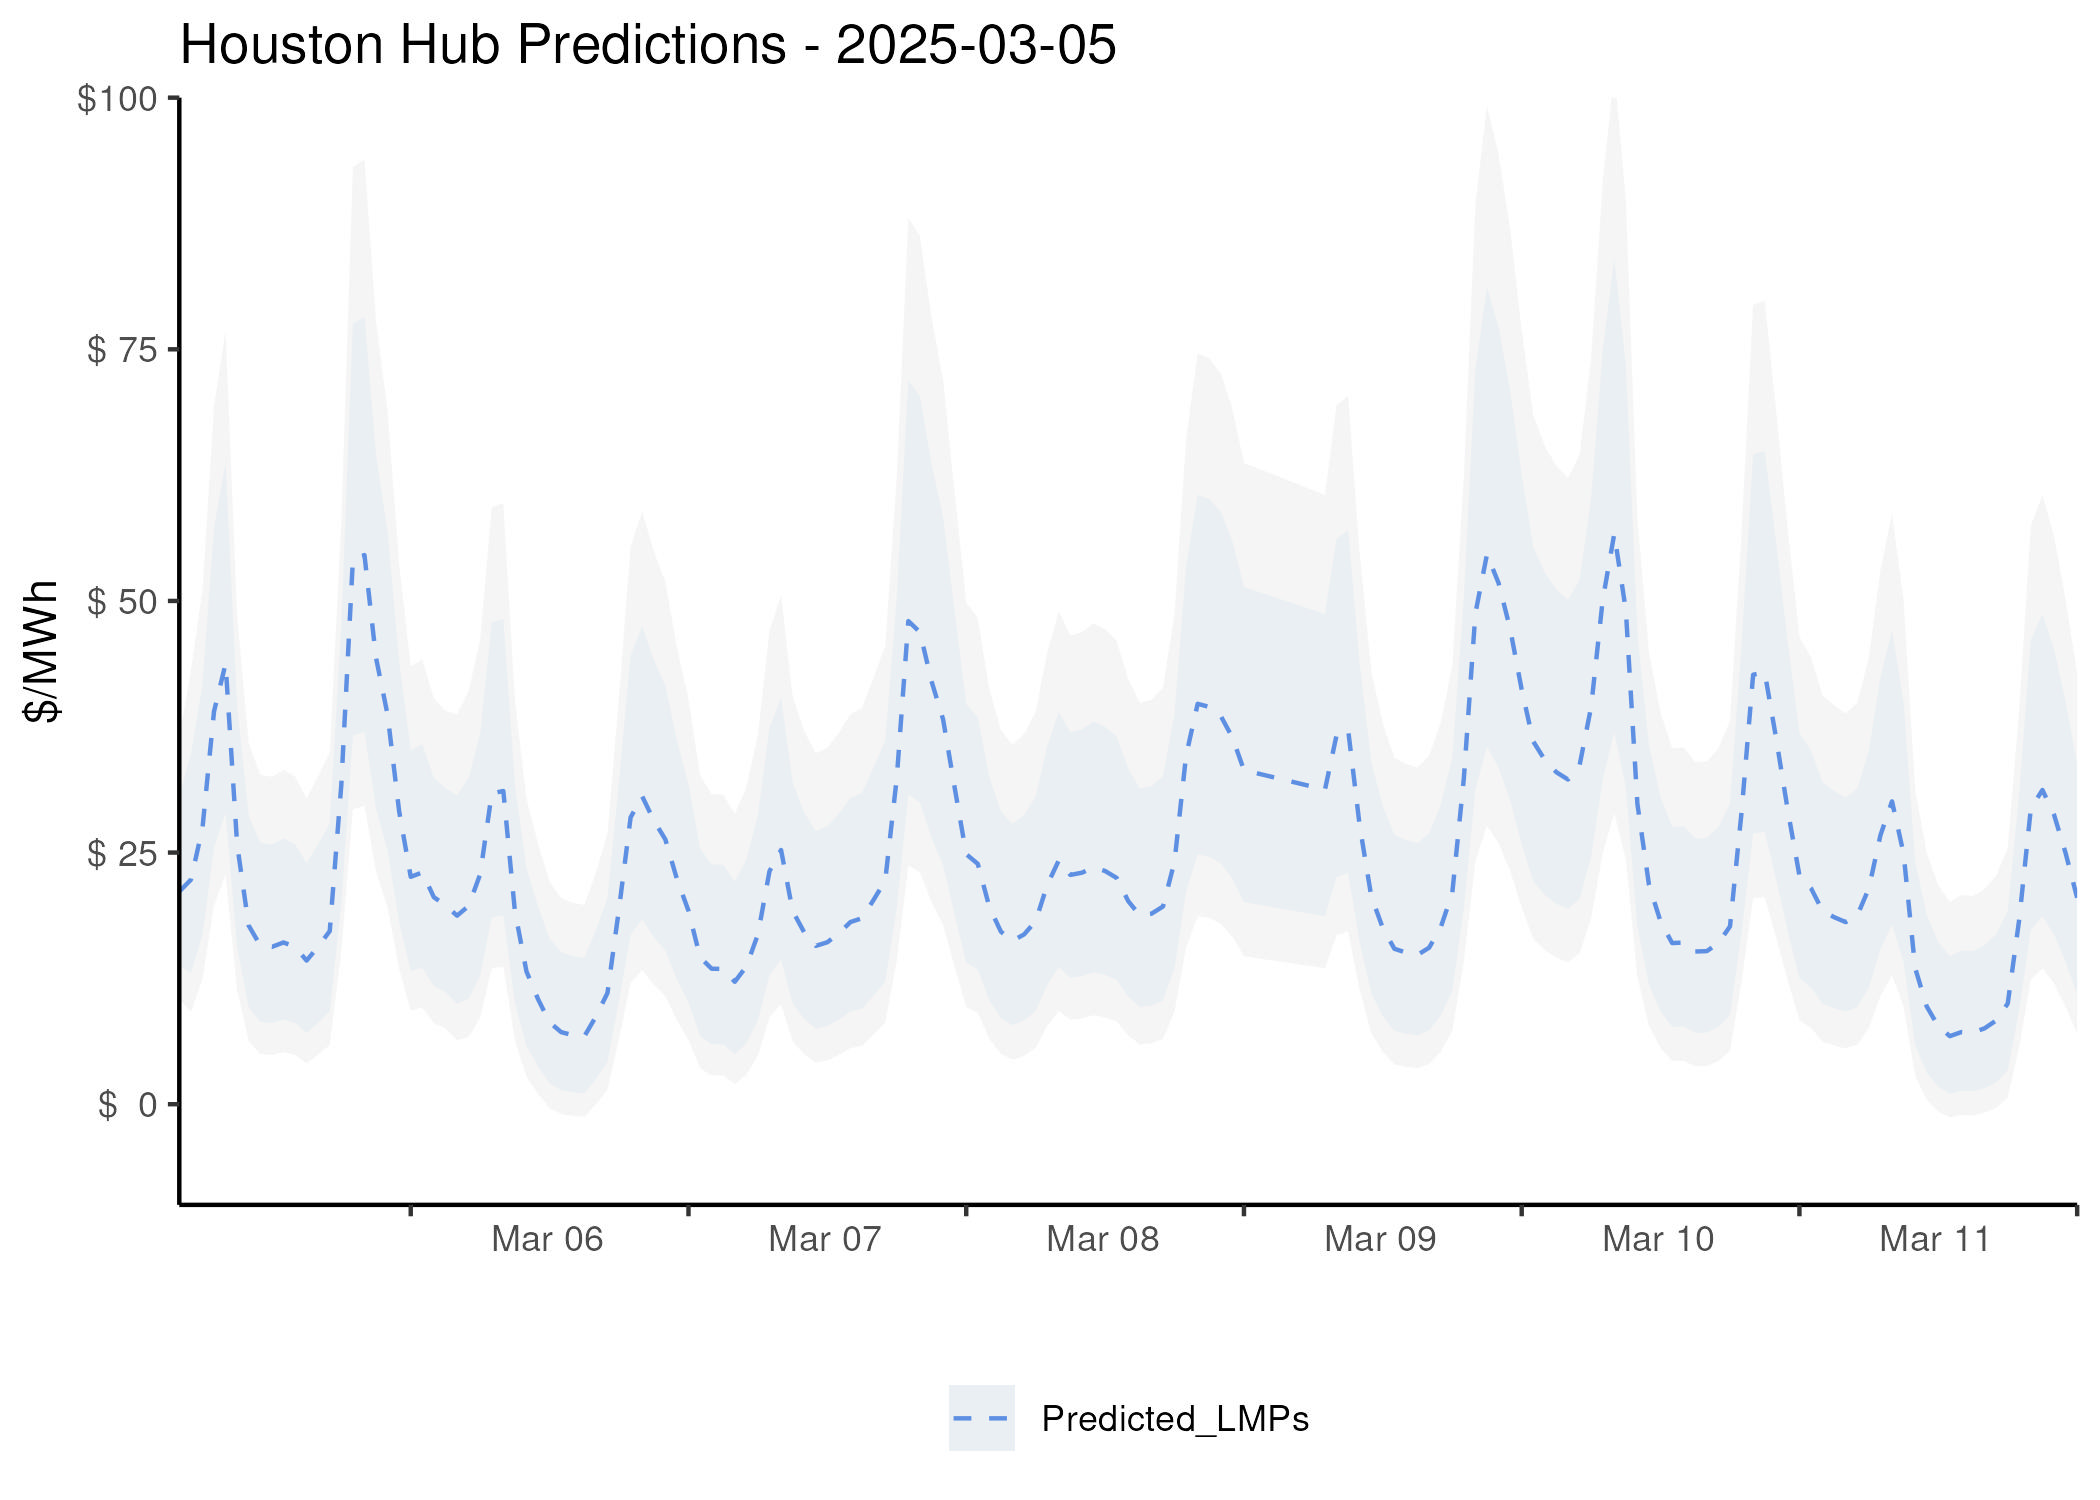 Houston Hub Predictions - 2025-03-05
$100
$ 75
$ 50
$ 25
$  0
$/MWh
Mar 06
Mar 07
Mar 08
Mar 09
Mar 10
Mar 11
Predicted_LMPs